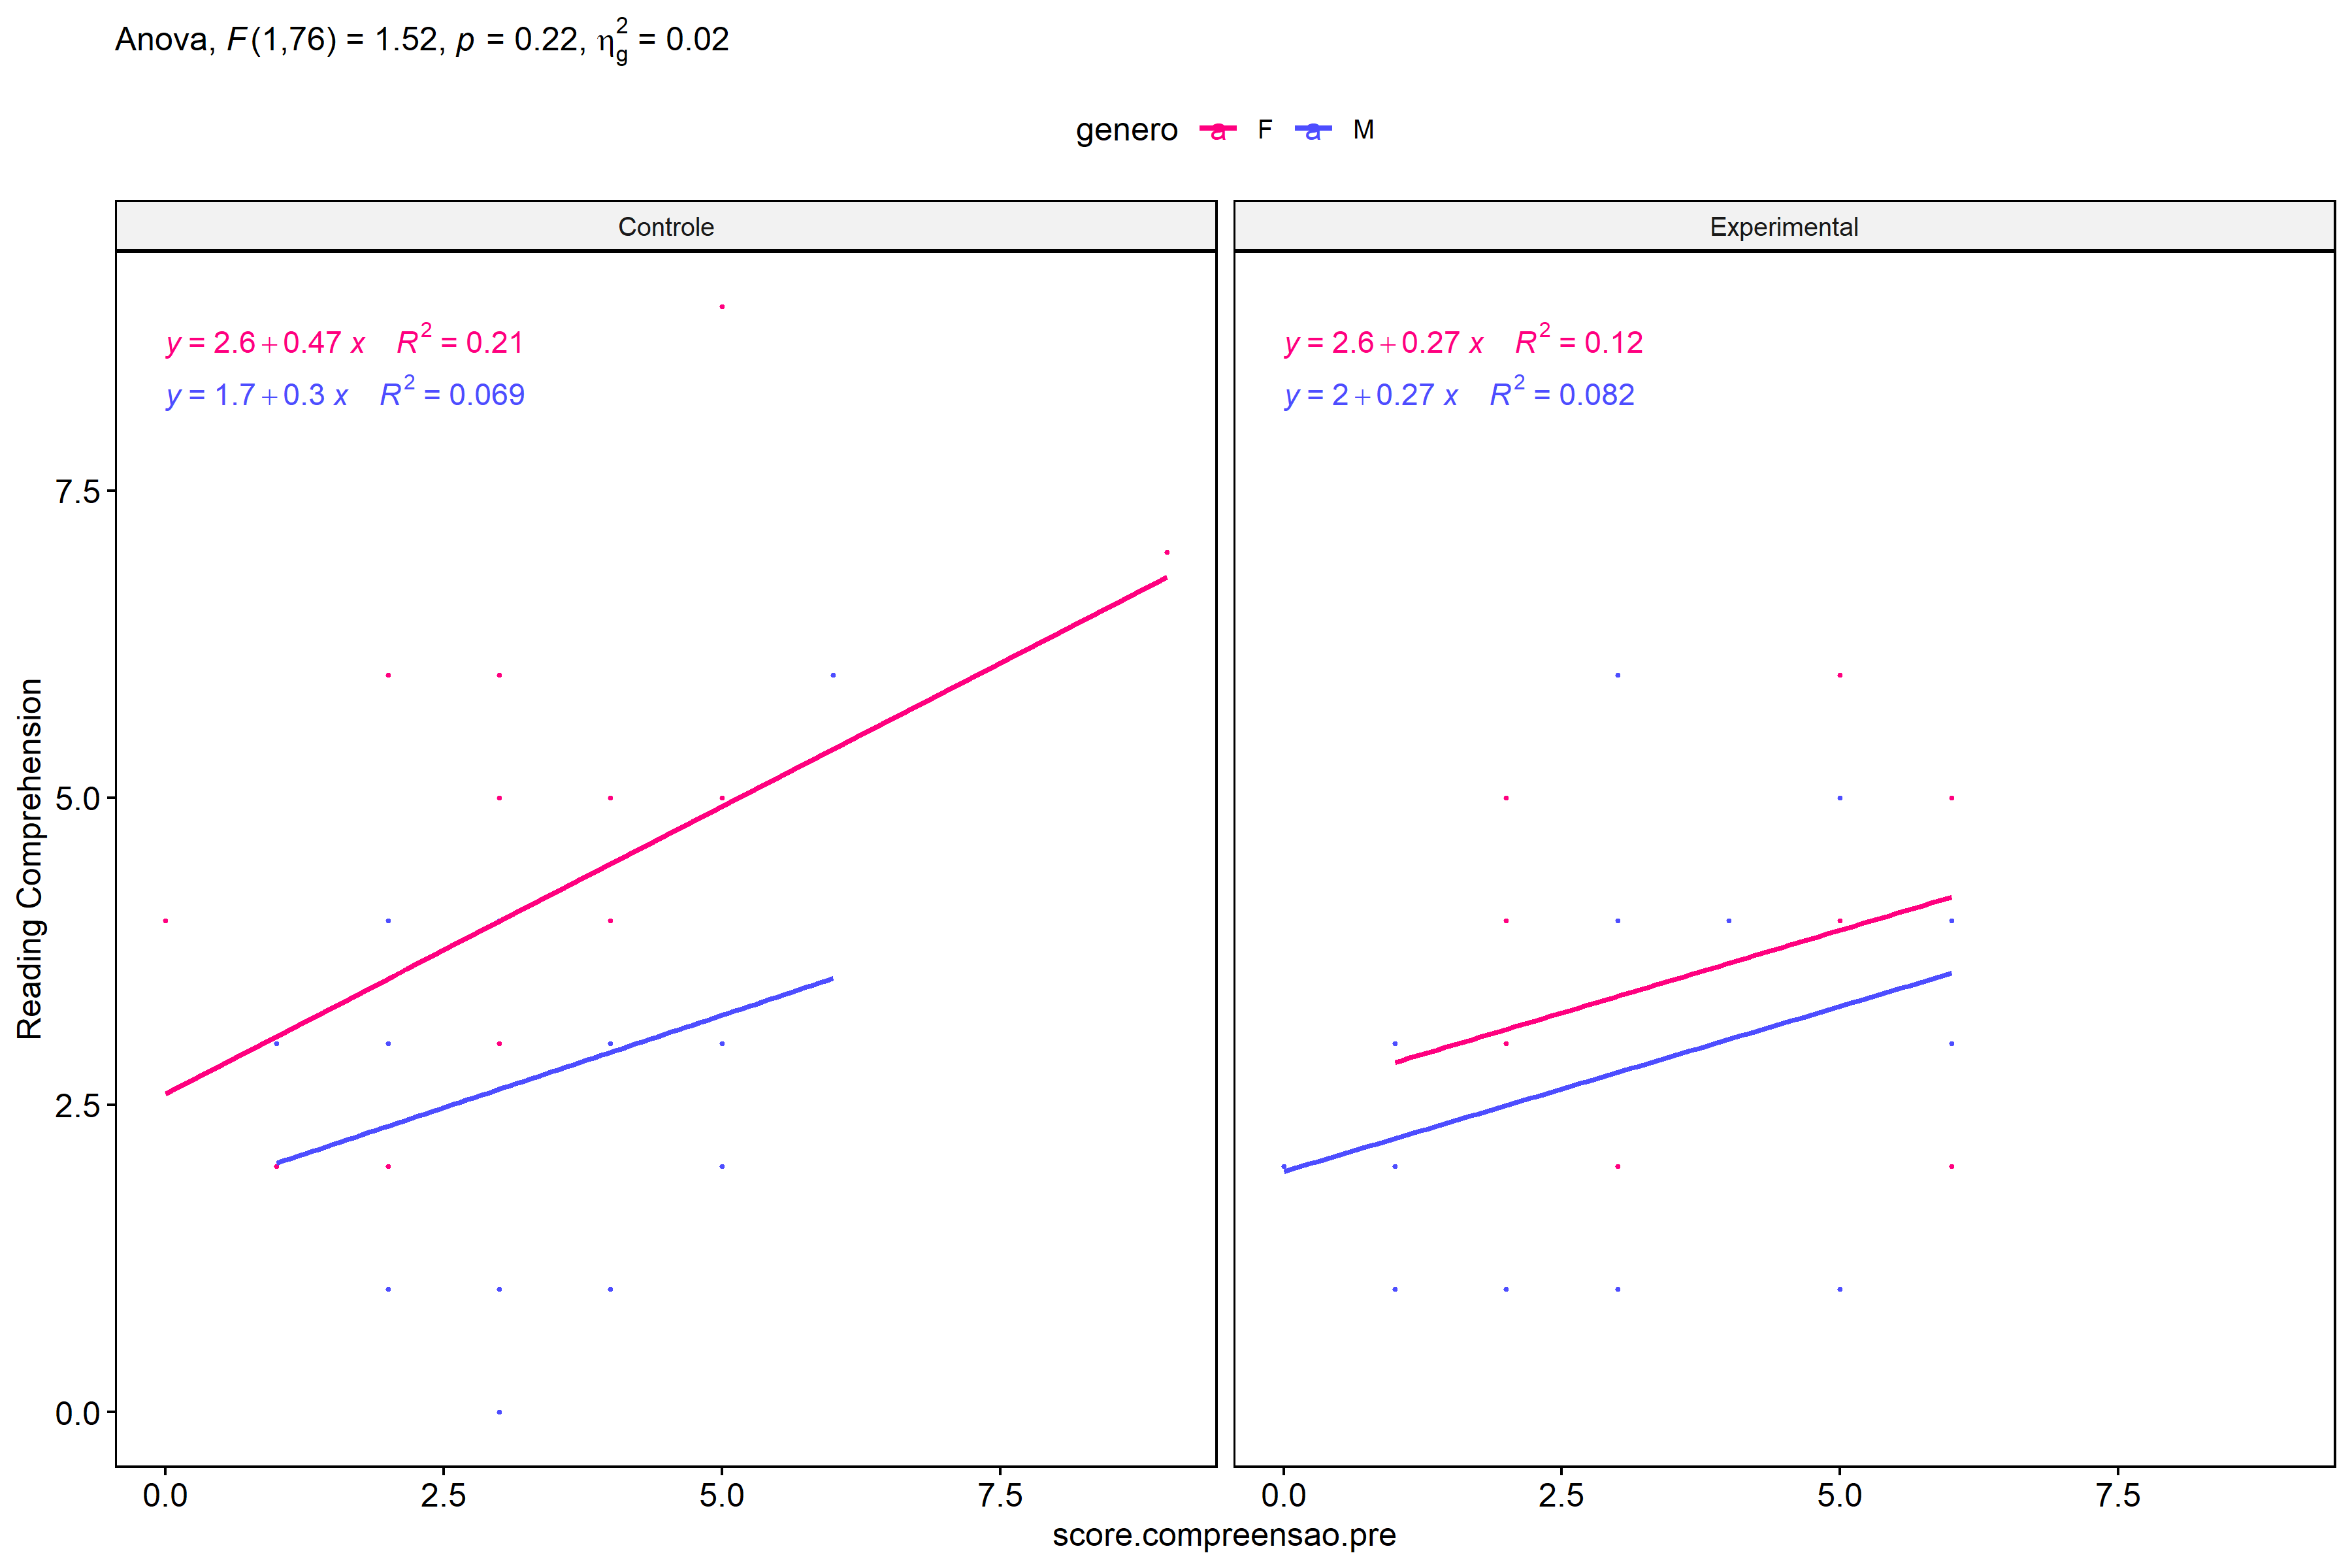 Anova, F(1,76) = 1.52, p = 0.22, η²g = 0.02
genero a F a M
Controle
Experimental
y = 2.6 + 0.47 x R² = 0.21
y = 1.7 + 0.3 x R² = 0.069
y = 2.6 + 0.27 x R² = 0.12
y = 2 + 0.27 x R² = 0.082
Reading Comprehension
7.5
5.0
2.5
0.0
0.0 2.5 5.0 7.5
0.0 2.5 5.0 7.5
score.compreensao.pre